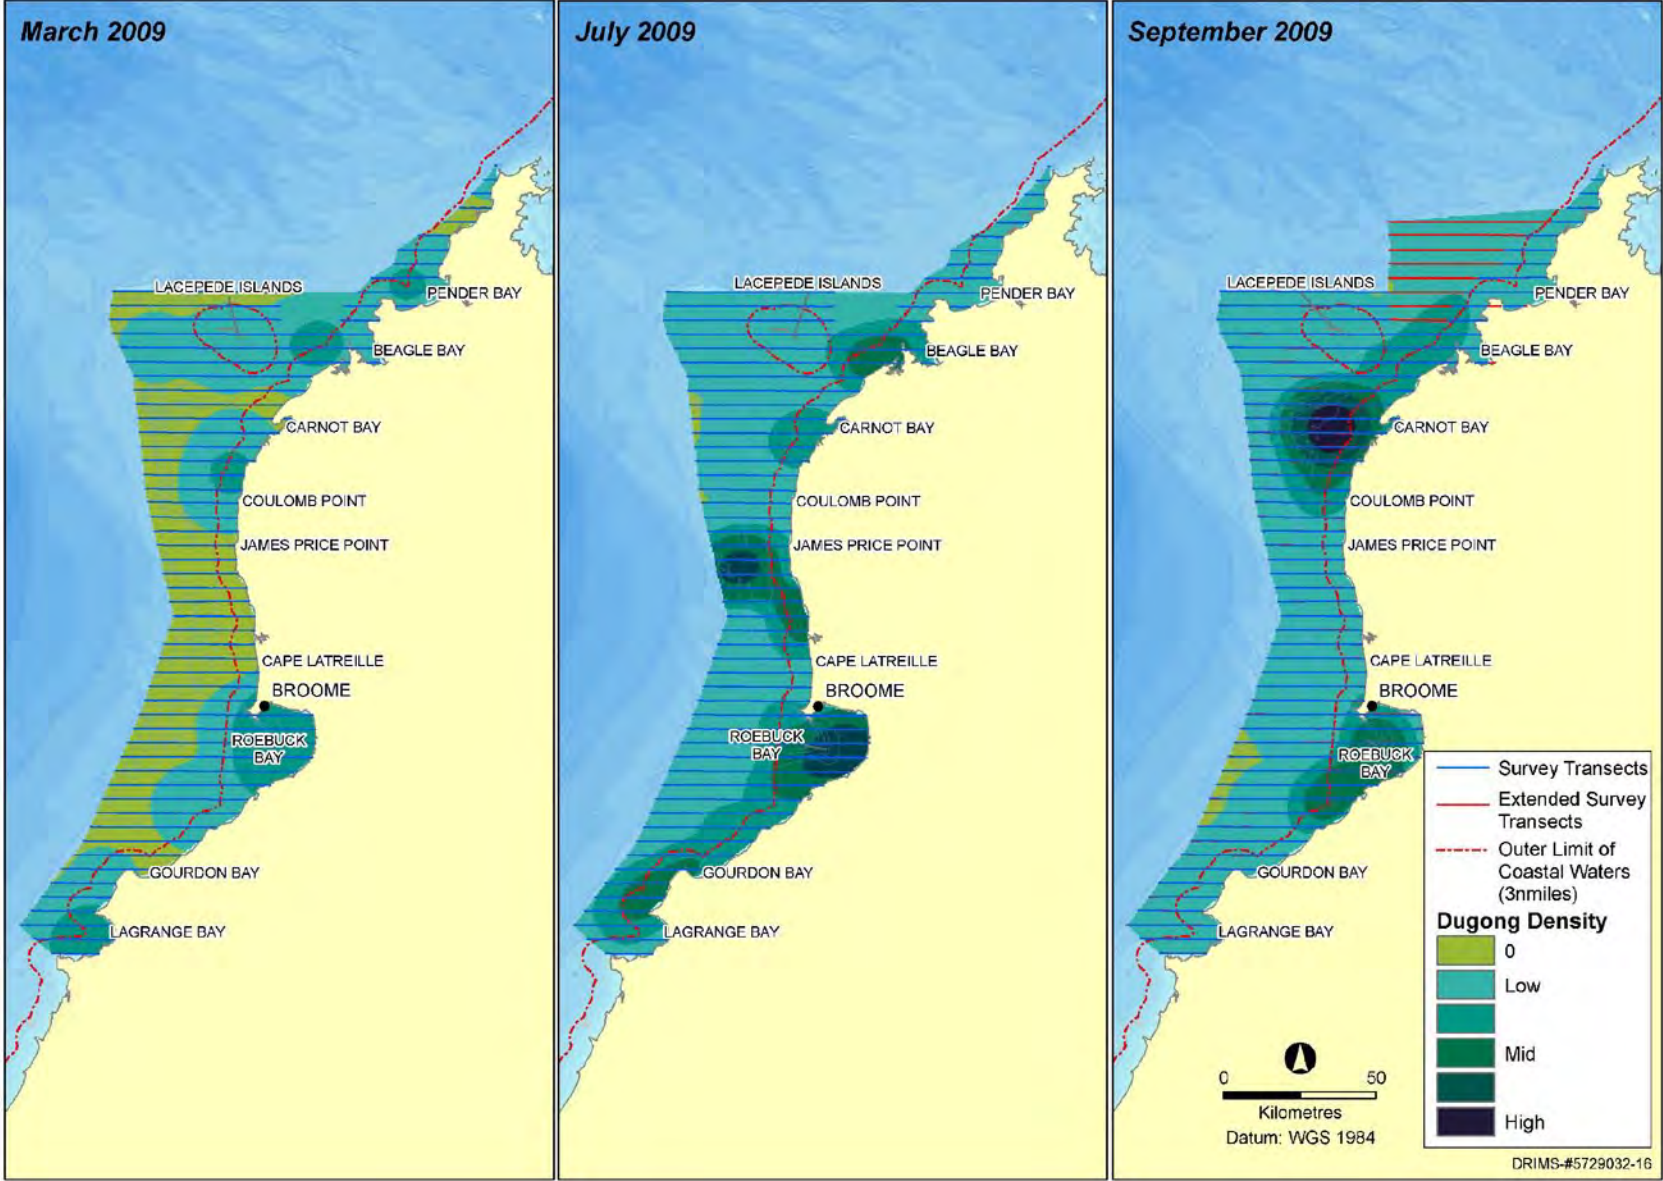 March 2009
LACEPEDE ISLANDS
PENDER BAY
BEAGLE BAY
CARNOT BAY
COULOMB POINT
JAMES PRICE POINT
CAPE LATREILLE
BROOME
ROEBUCK
BAY
GOURDON BAY
LAGRANGE BAY
July 2009
LACEPEDE ISLANDS
PENDER BAY
BEAGLE BAY
CARNOT BAY
COULOMB POINT
JAMES PRICE POINT
CAPE LATREILLE
BROOME
ROEBUCK
BAY
GOURDON BAY
LAGRANGE BAY
September 2009
LACEPEDE ISLANDS
PENDER BAY
BEAGLE BAY
CARNOT BAY
COULOMB POINT
JAMES PRICE POINT
CAPE LATREILLE
BROOME
ROEBUCK
BAY
GOURDON BAY
LAGRANGE BAY
0 50
Kilometres
Datum: WGS 1984
Survey Transects
Extended Survey
Transects
Outer Limit of
Coastal Waters
(3nmiles)
Dugong Density
0
Low
Mid
High
DRIMS-#5729032-16